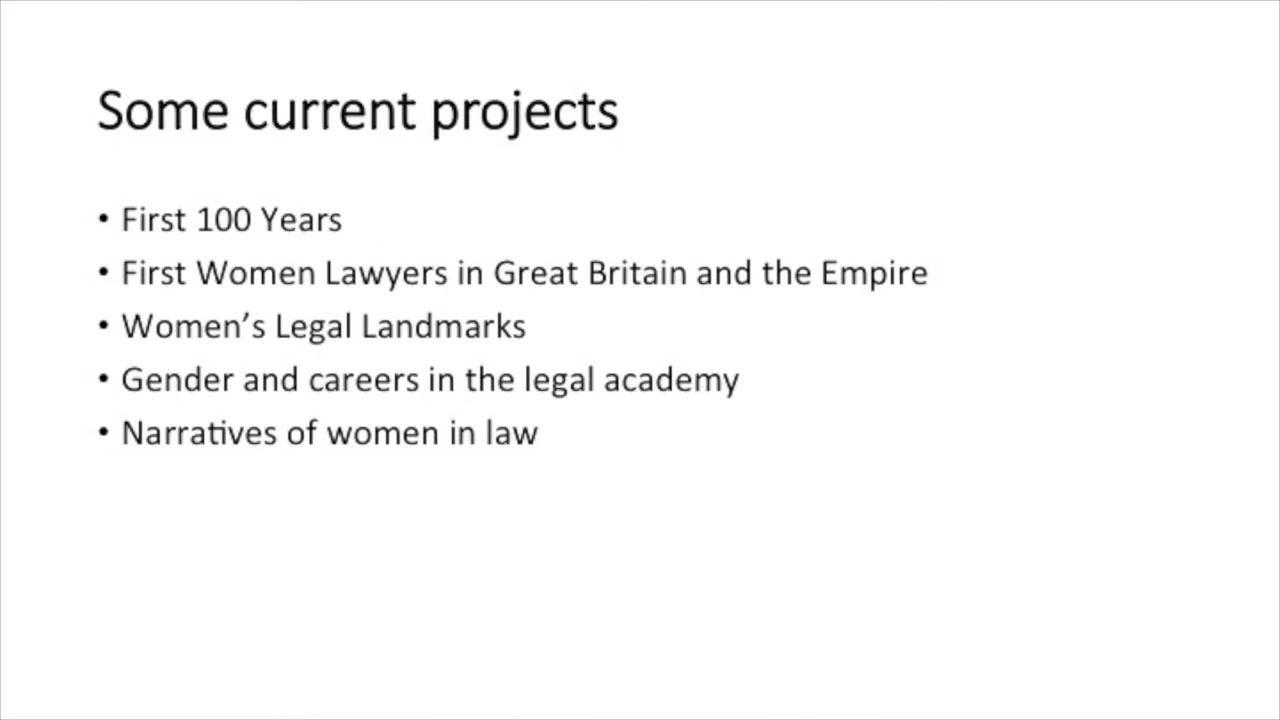 Some current projects
• First 100 Years
• First Women Lawyers in Great Britain and the Empire
• Women’s Legal Landmarks
• Gender and careers in the legal academy
• Narratives of women in law